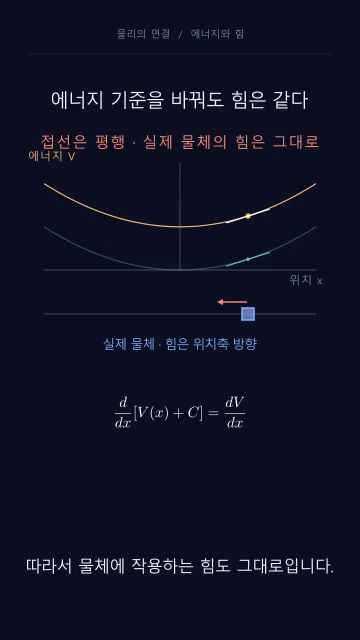 물리의 연결 / 에너지와 힘
에너지 기준을 바꿔도 힘은 같다
접선은 평행 · 실제 물체의 힘은 그대로
에너지 V
위치 x
실제 물체 · 힘은 위치축 방향
d/dx [V(x) + C] = dV/dx
따라서 물체에 작용하는 힘도 그대로입니다.